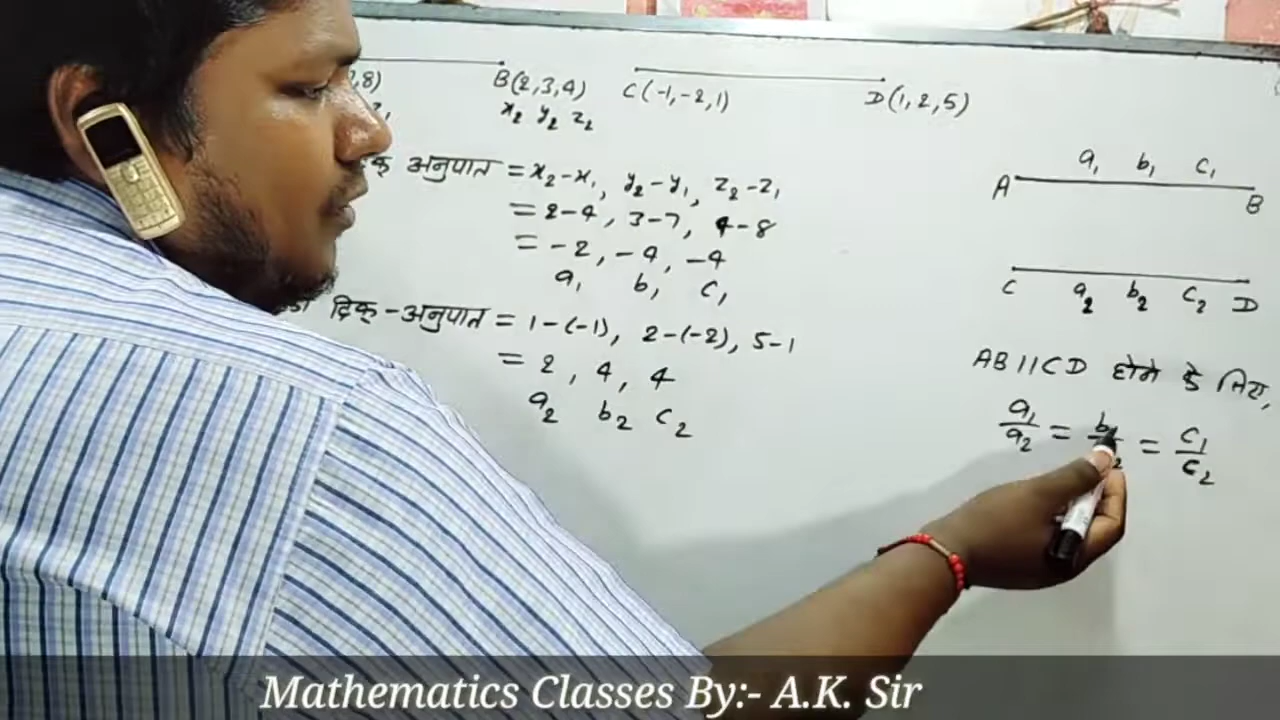 ,8) B(2,3,4) C(-1,-2,1) D(1,2,5)
x₂ y₂ z₂
अनुपात = x₂-x₁, y₂-y₁, z₂-z₁
= 2-4, 3-7, 4-8
= -2, -4, -4
a₁ b₁ c₁
दिक्-अनुपात = 1-(-1), 2-(-2), 5-1
= 2, 4, 4
a₂ b₂ c₂
a₁ b₁ c₁
A B
C a₂ b₂ c₂ D
AB||CD होने के लिए,
a₁/a₂ = b₁/b₂ = c₁/c₂
Mathematics Classes By:- A.K. Sir